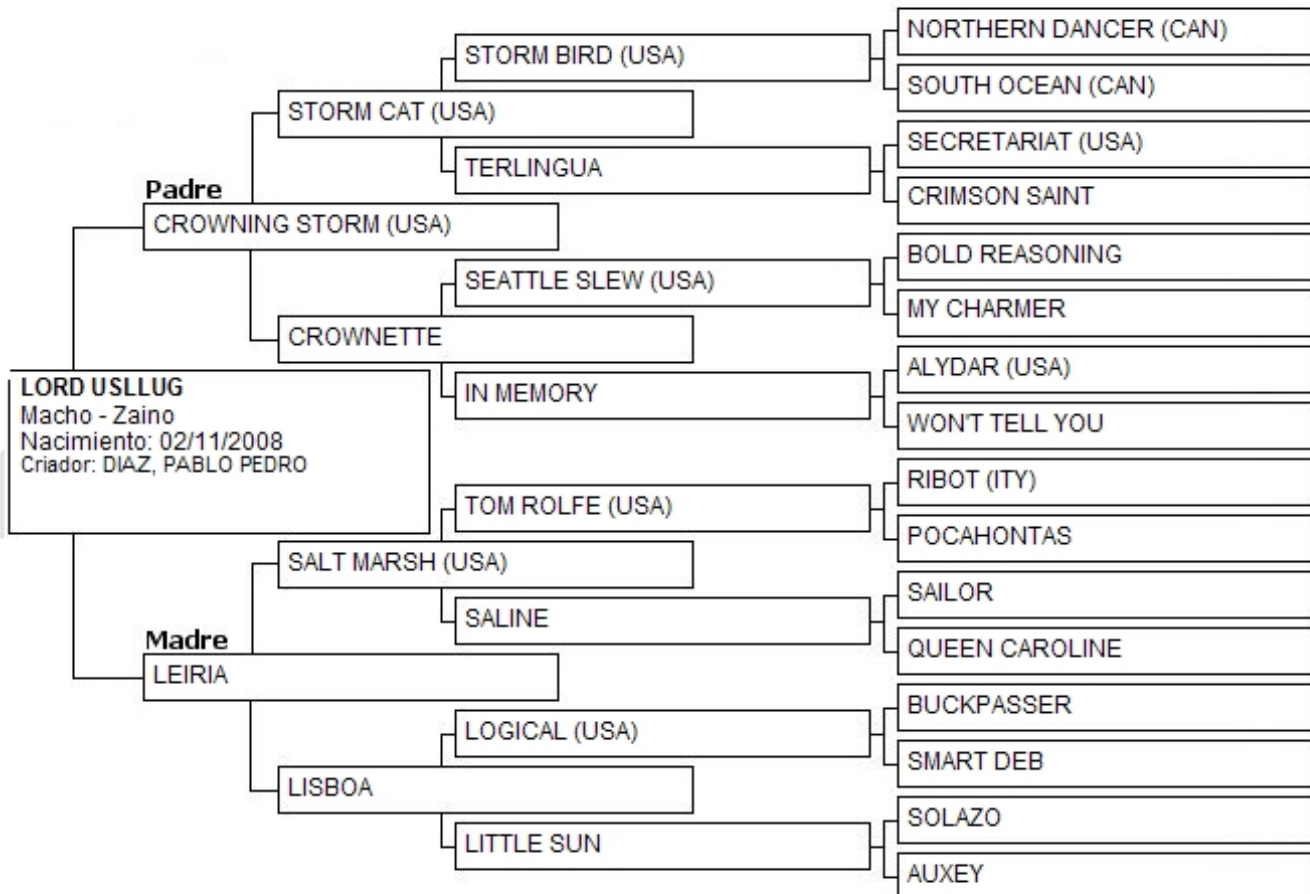 NORTHERN DANCER (CAN)
STORM BIRD (USA)
SOUTH OCEAN (CAN)
STORM CAT (USA)
SECRETARIAT (USA)
TERLINGUA
CRIMSON SAINT
Padre
CROWNING STORM (USA)
BOLD REASONING
SEATTLE SLEW (USA)
MY CHARMER
CROWNETTE
ALYDAR (USA)
IN MEMORY
WON'T TELL YOU
LORD USLLUG
Macho - Zaino
Nacimiento: 02/11/2008
Criador: DIAZ, PABLO PEDRO
RIBOT (ITY)
TOM ROLFE (USA)
POCAHONTAS
SALT MARSH (USA)
SAILOR
SALINE
QUEEN CAROLINE
Madre
LEIRIA
BUCKPASSER
LOGICAL (USA)
SMART DEB
LISBOA
SOLAZO
LITTLE SUN
AUXEY